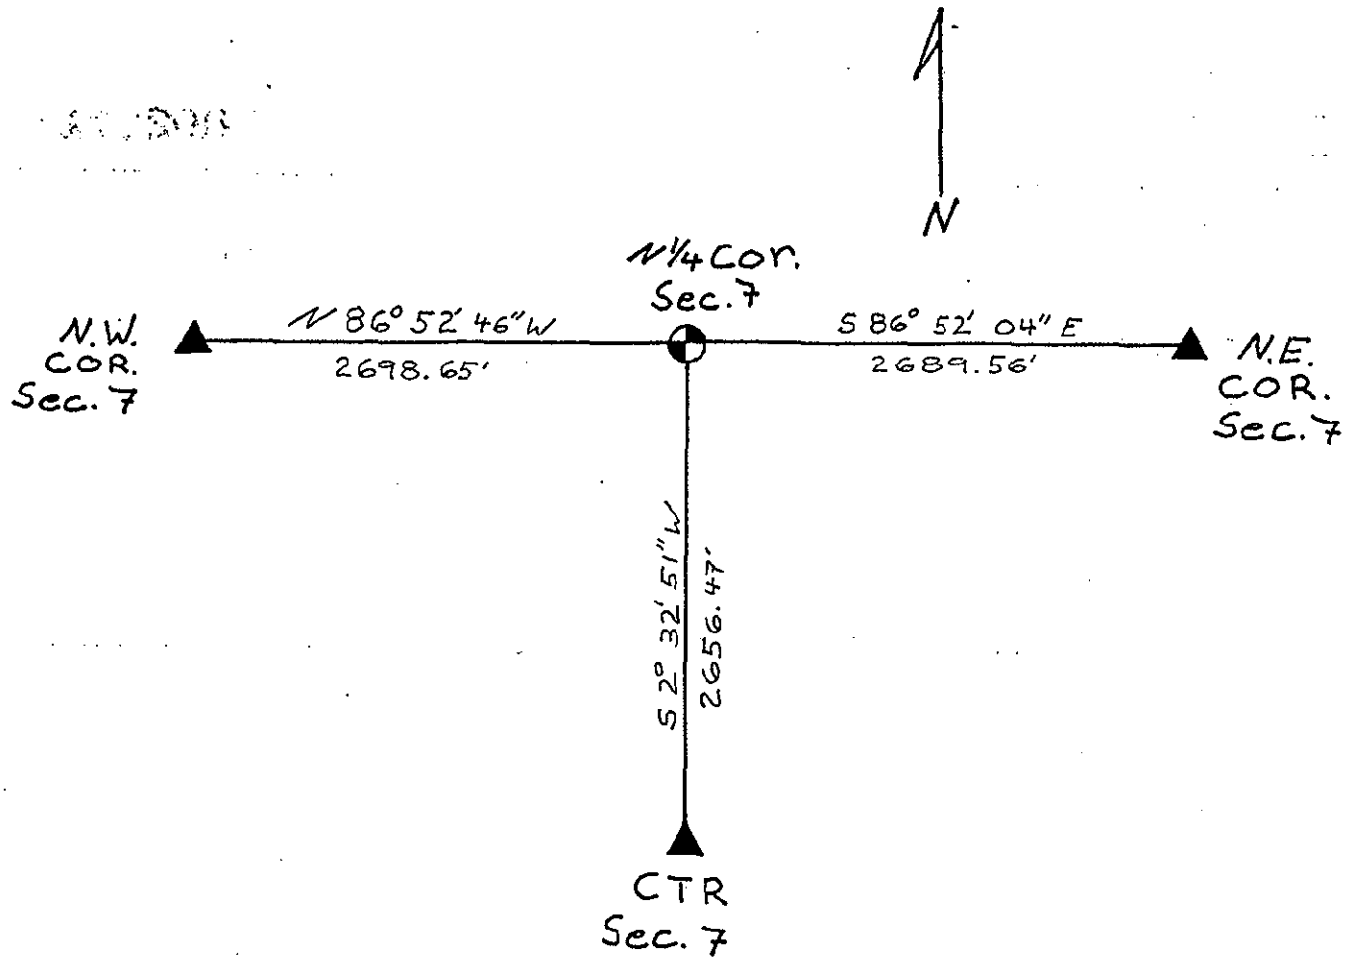 N
N 1/4 Cor.
Sec. 7
N.W.
COR.
Sec. 7
N 86° 52' 46" W
2698.65'
S 86° 52' 04" E
2689.56'
N.E.
COR.
Sec. 7
S 2° 32' 51" W
2656.47'
CTR
Sec. 7